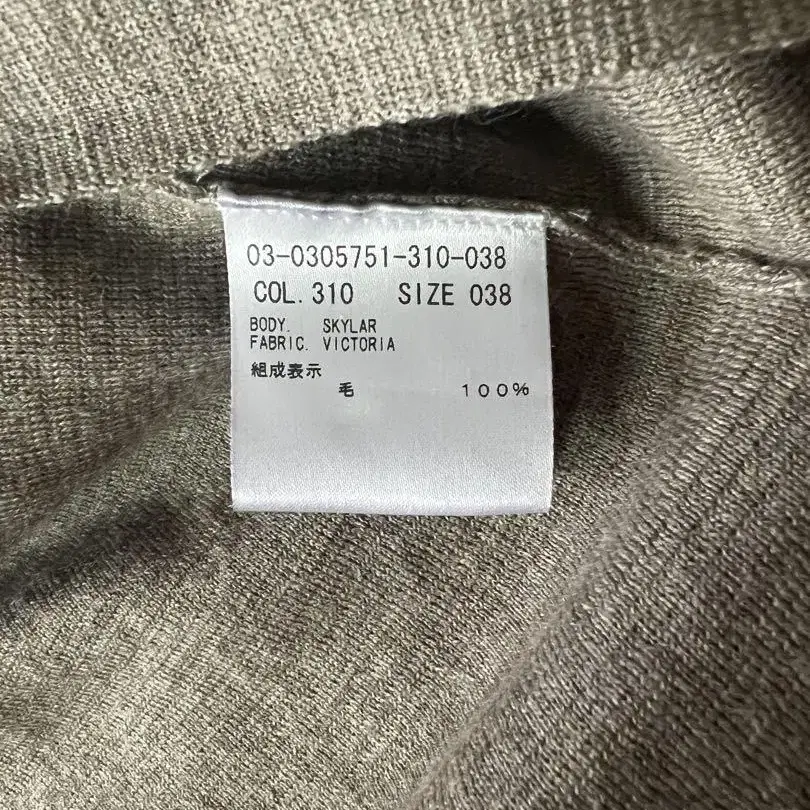 03-0305751-310-038
COL. 310 SIZE 038
BODY. SKYLAR
FABRIC. VICTORIA
組成表示
毛 100%